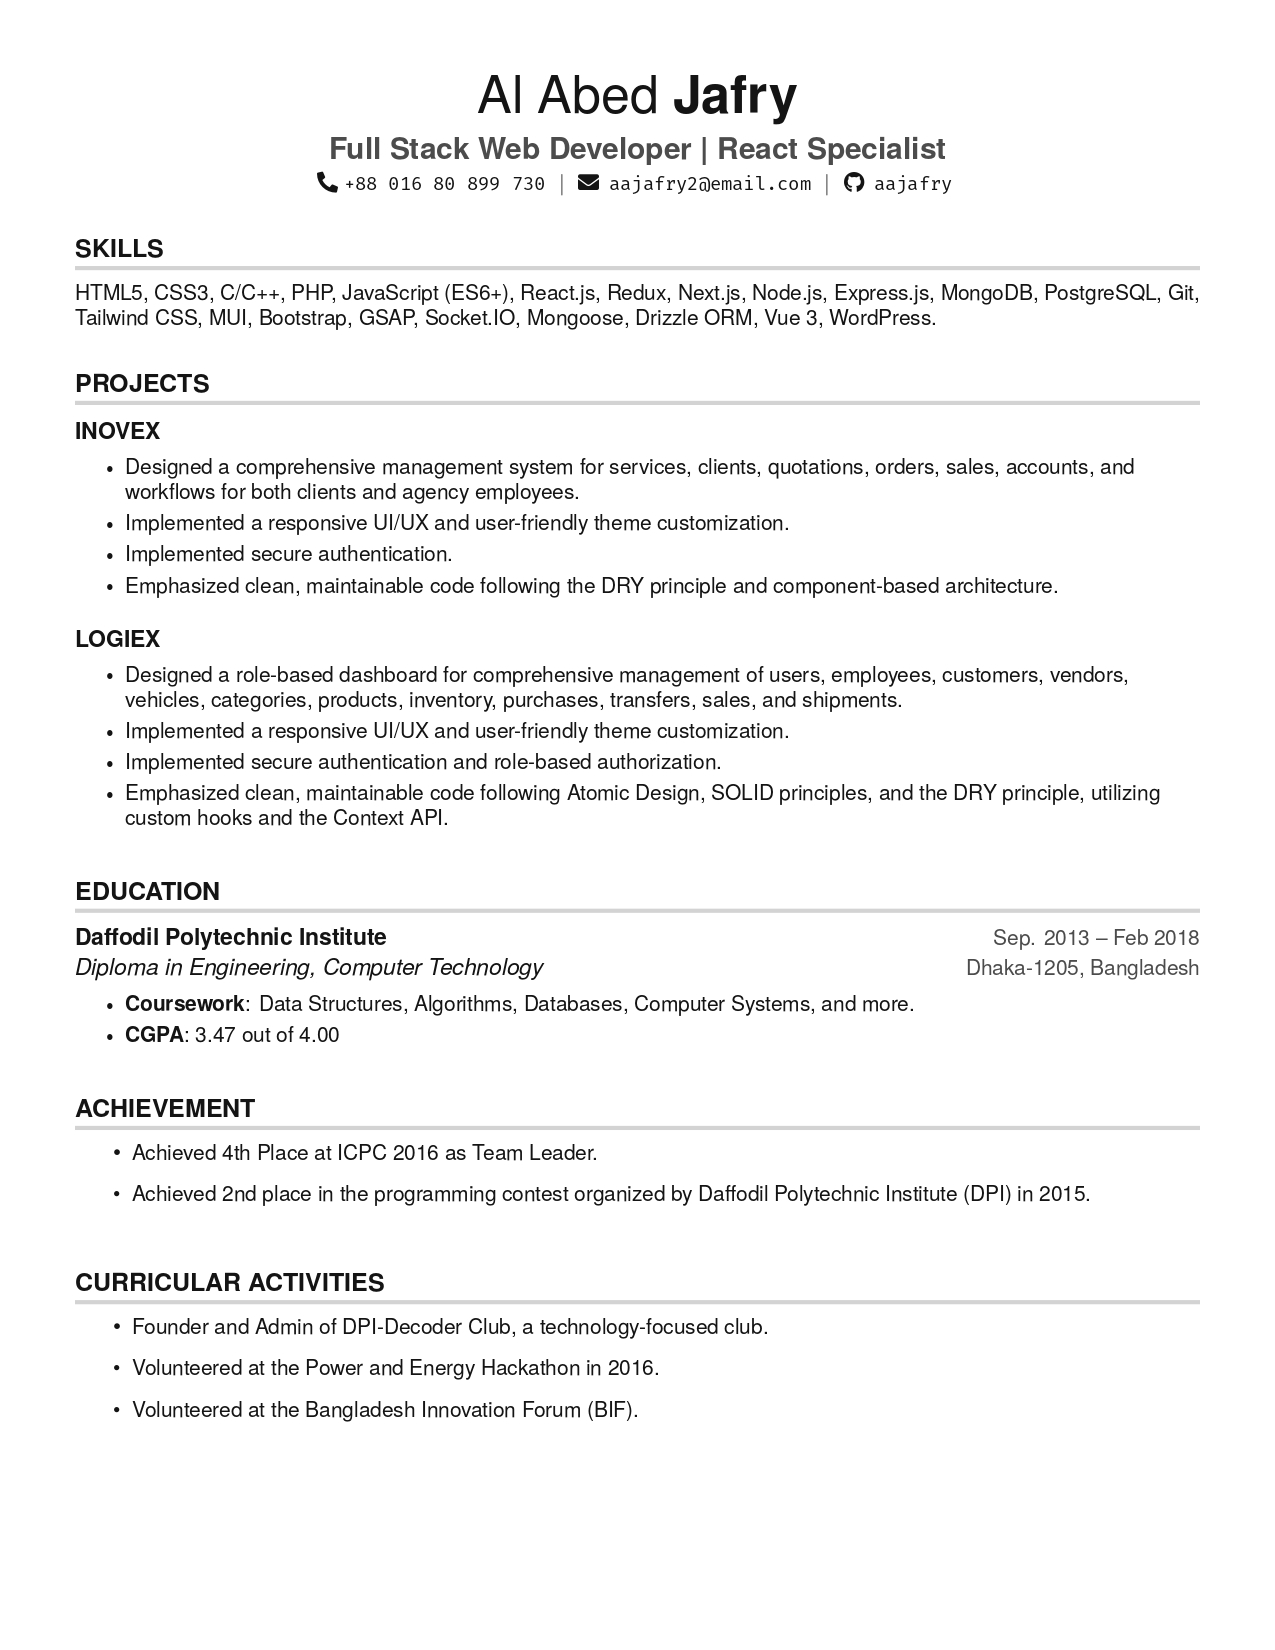 Al Abed Jafry
Full Stack Web Developer | React Specialist
+88 016 80 899 730 | aajafry2@email.com | aajafry
SKILLS
HTML5, CSS3, C/C++, PHP, JavaScript (ES6+), React.js, Redux, Next.js, Node.js, Express.js, MongoDB, PostgreSQL, Git,
Tailwind CSS, MUI, Bootstrap, GSAP, Socket.IO, Mongoose, Drizzle ORM, Vue 3, WordPress.
PROJECTS
INOVEX
• Designed a comprehensive management system for services, clients, quotations, orders, sales, accounts, and
workflows for both clients and agency employees.
• Implemented a responsive UI/UX and user-friendly theme customization.
• Implemented secure authentication.
• Emphasized clean, maintainable code following the DRY principle and component-based architecture.
LOGIEX
• Designed a role-based dashboard for comprehensive management of users, employees, customers, vendors,
vehicles, categories, products, inventory, purchases, transfers, sales, and shipments.
• Implemented a responsive UI/UX and user-friendly theme customization.
• Implemented secure authentication and role-based authorization.
• Emphasized clean, maintainable code following Atomic Design, SOLID principles, and the DRY principle, utilizing
custom hooks and the Context API.
EDUCATION
Daffodil Polytechnic Institute Sep. 2013 – Feb 2018
Diploma in Engineering, Computer Technology Dhaka-1205, Bangladesh
• Coursework: Data Structures, Algorithms, Databases, Computer Systems, and more.
• CGPA: 3.47 out of 4.00
ACHIEVEMENT
• Achieved 4th Place at ICPC 2016 as Team Leader.
• Achieved 2nd place in the programming contest organized by Daffodil Polytechnic Institute (DPI) in 2015.
CURRICULAR ACTIVITIES
• Founder and Admin of DPI-Decoder Club, a technology-focused club.
• Volunteered at the Power and Energy Hackathon in 2016.
• Volunteered at the Bangladesh Innovation Forum (BIF).